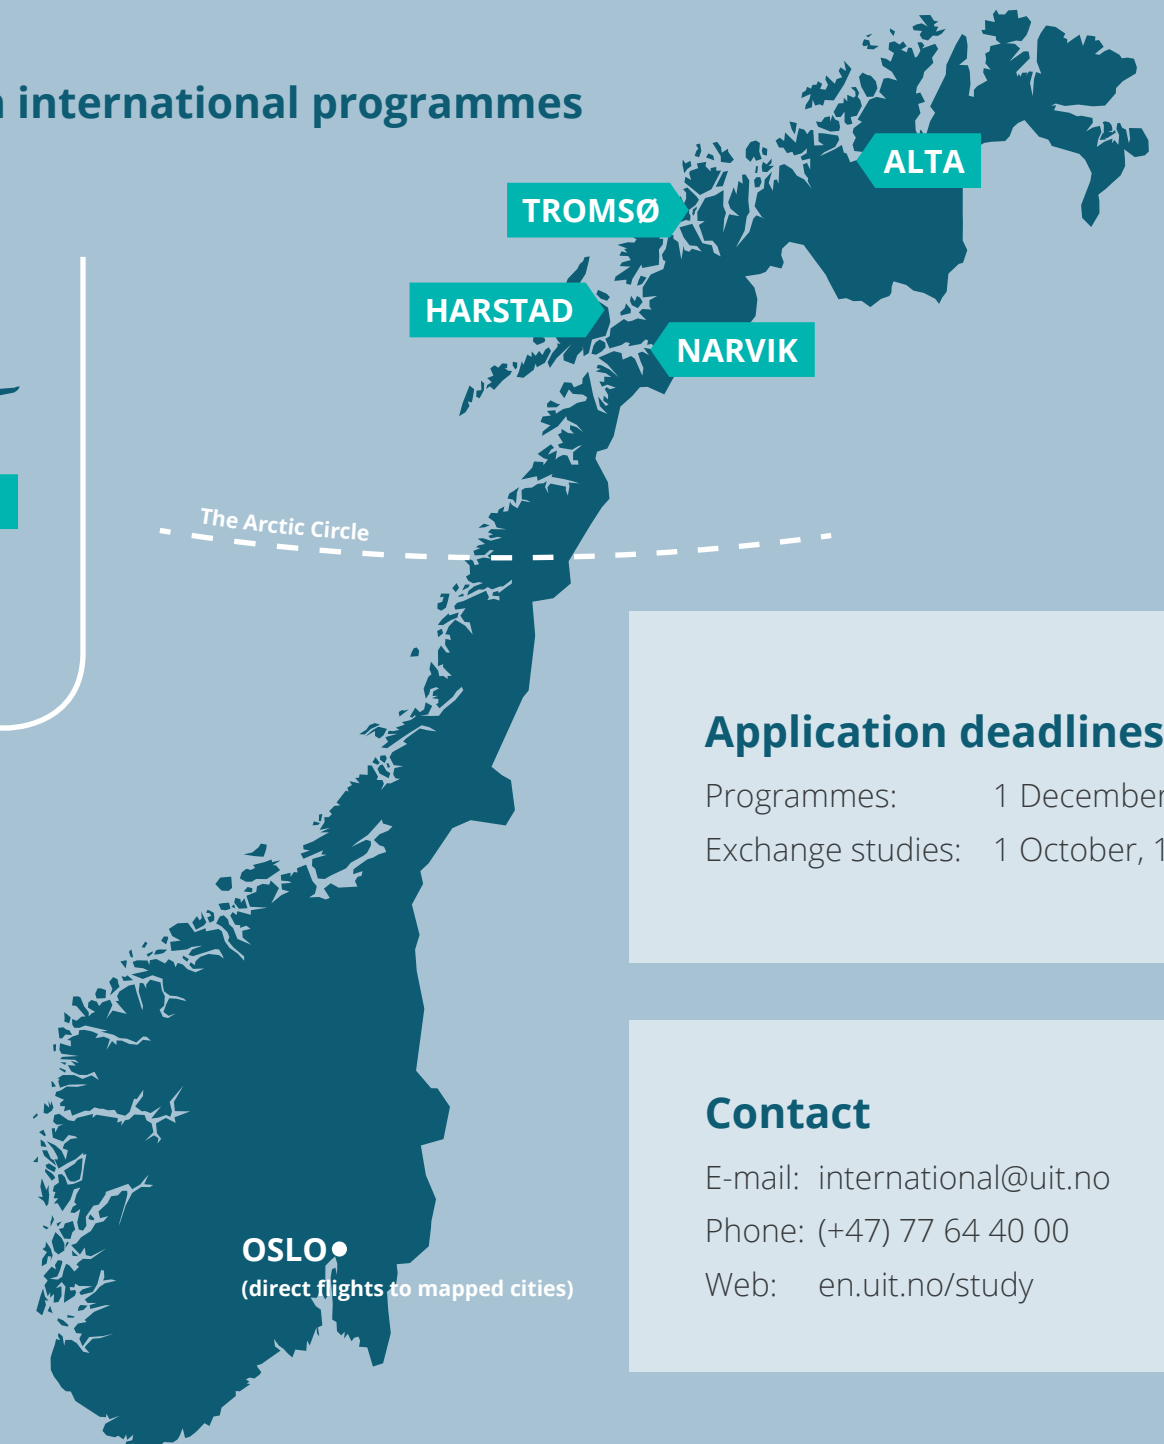 international programmes
ALTA
TROMSØ
HARSTAD
NARVIK
The Arctic Circle
Application deadlines
Programmes: 1 December
Exchange studies: 1 October, 1
Contact
E-mail: international@uit.no
Phone: (+47) 77 64 40 00
Web: en.uit.no/study
OSLO
(direct flights to mapped cities)